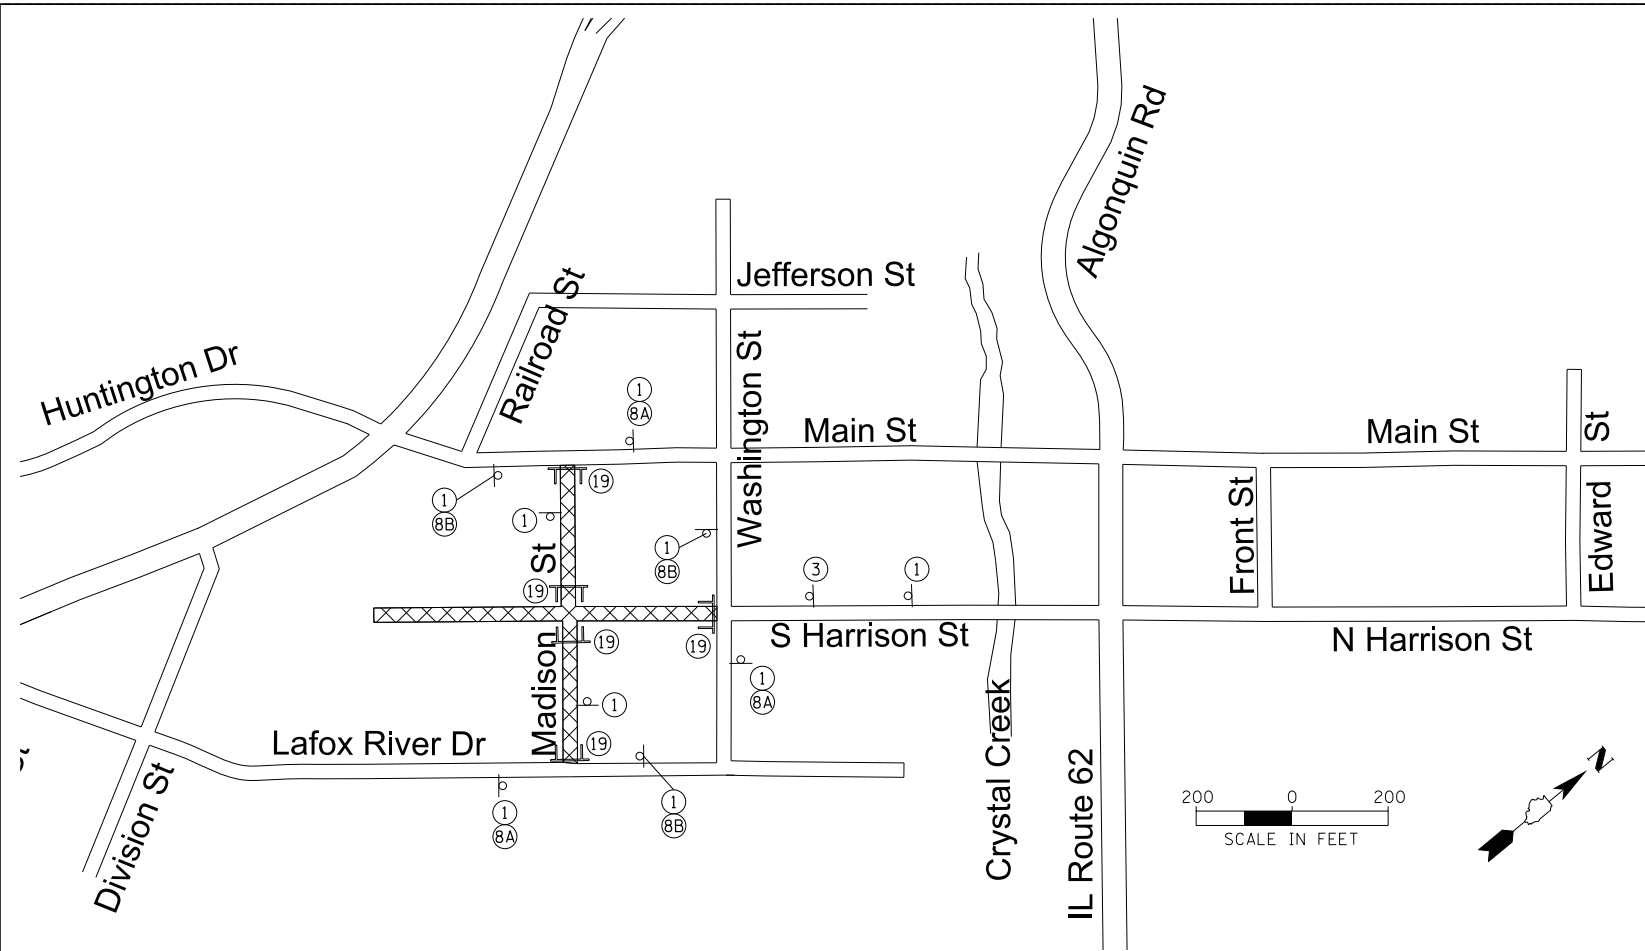 Algonquin Rd
Jefferson St
Railroad St
Huntington Dr
Washington St
1
8A
Main St
Main St
St
Edward
19
1
8B
1
St
1
8B
Front St
3
1
19
S Harrison St
N Harrison St
19
19
Madison
1
8A
1
Lafox River Dr
19
Crystal Creek
IL Route 62
Division St
1
8A
1
8B
200 0 200
SCALE IN FEET
N